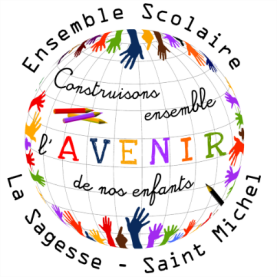 Ensemble Scolaire
Construisons
ensemble
l'AVENIR
de nos enfants
La Sagesse - Saint Michel